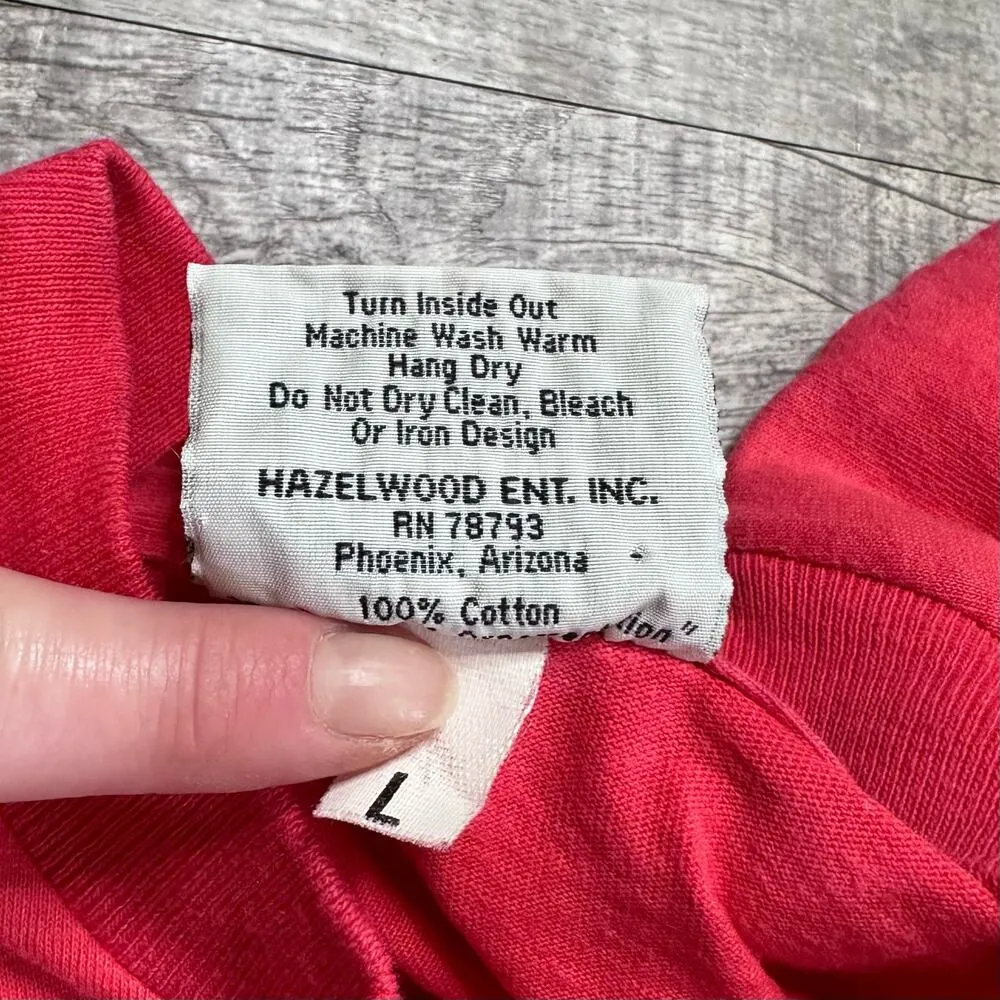 Turn Inside Out
Machine Wash Warm
Hang Dry
Do Not Dry Clean, Bleach
Or Iron Design
HAZELWOOD ENT. INC.
RN 78793
Phoenix, Arizona
100% Cotton
L